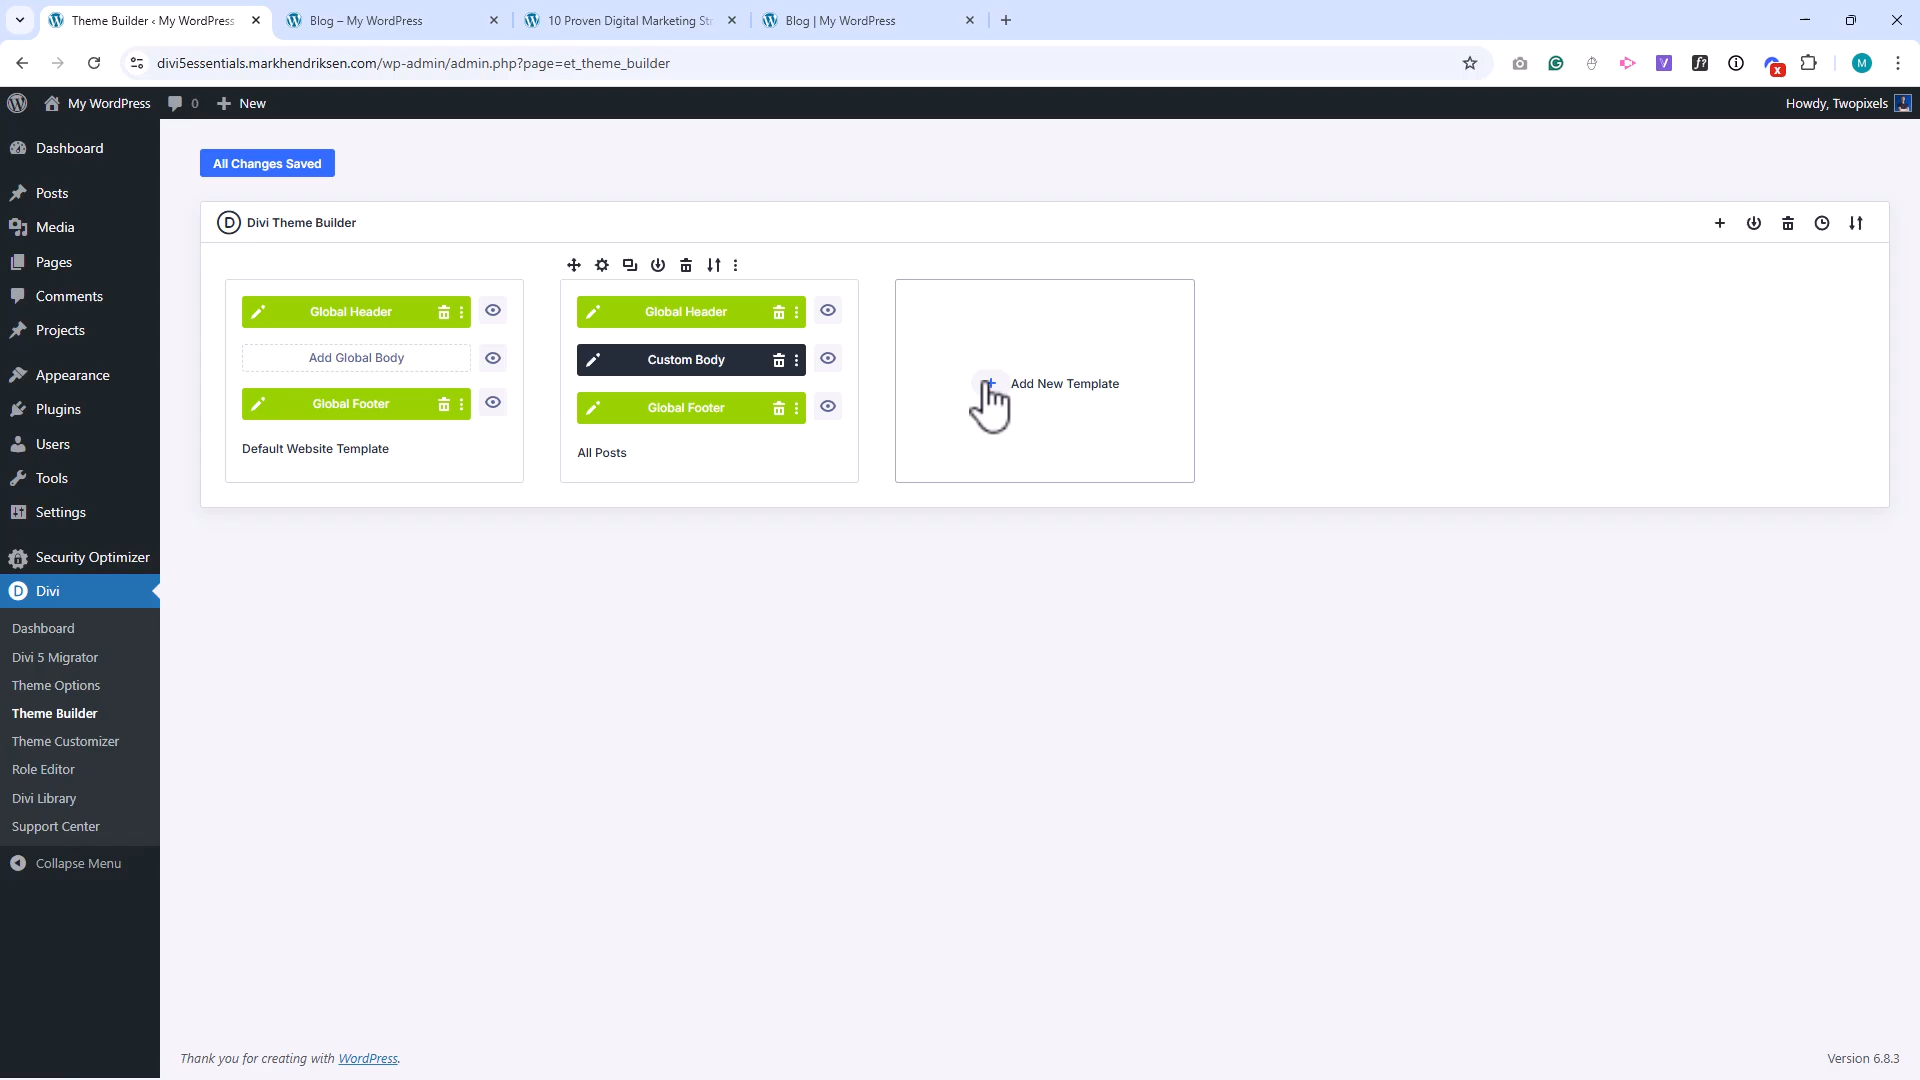 Theme Builder ‹ My WordPress
Blog – My WordPress
10 Proven Digital Marketing Str
Blog | My WordPress
divi5essentials.markhendriksen.com/wp-admin/admin.php?page=et_theme_builder
M
My WordPress
0
New
Howdy, Twopixels
Dashboard
Posts
Media
Pages
Comments
Projects
Appearance
Plugins
Users
Tools
Settings
Security Optimizer
Divi
Dashboard
Divi 5 Migrator
Theme Options
Theme Builder
Theme Customizer
Role Editor
Divi Library
Support Center
Collapse Menu
All Changes Saved
D Divi Theme Builder
Global Header
Add Global Body
Global Footer
Default Website Template
Global Header
Custom Body
Global Footer
All Posts
Add New Template
Thank you for creating with WordPress.
Version 6.8.3